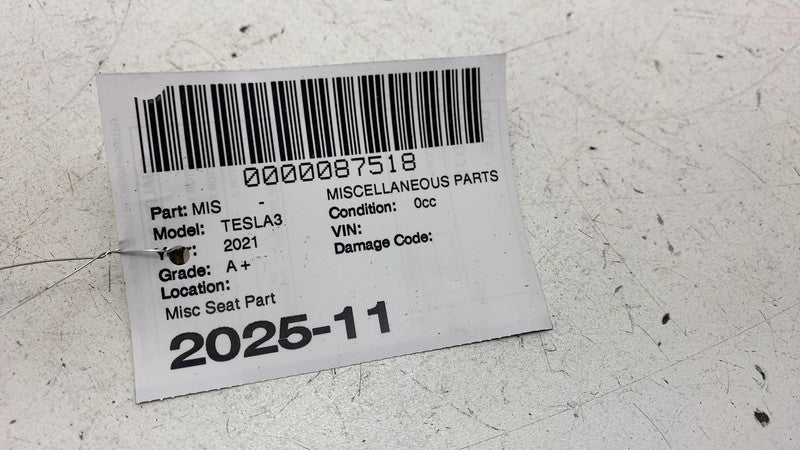 0000087518
Part: MIS - MISCELLANEOUS PARTS
Model: TESLA3 Condition: 0cc
2021 VIN:
Grade: A+ Damage Code:
Location:
Misc Seat Part
2025-11